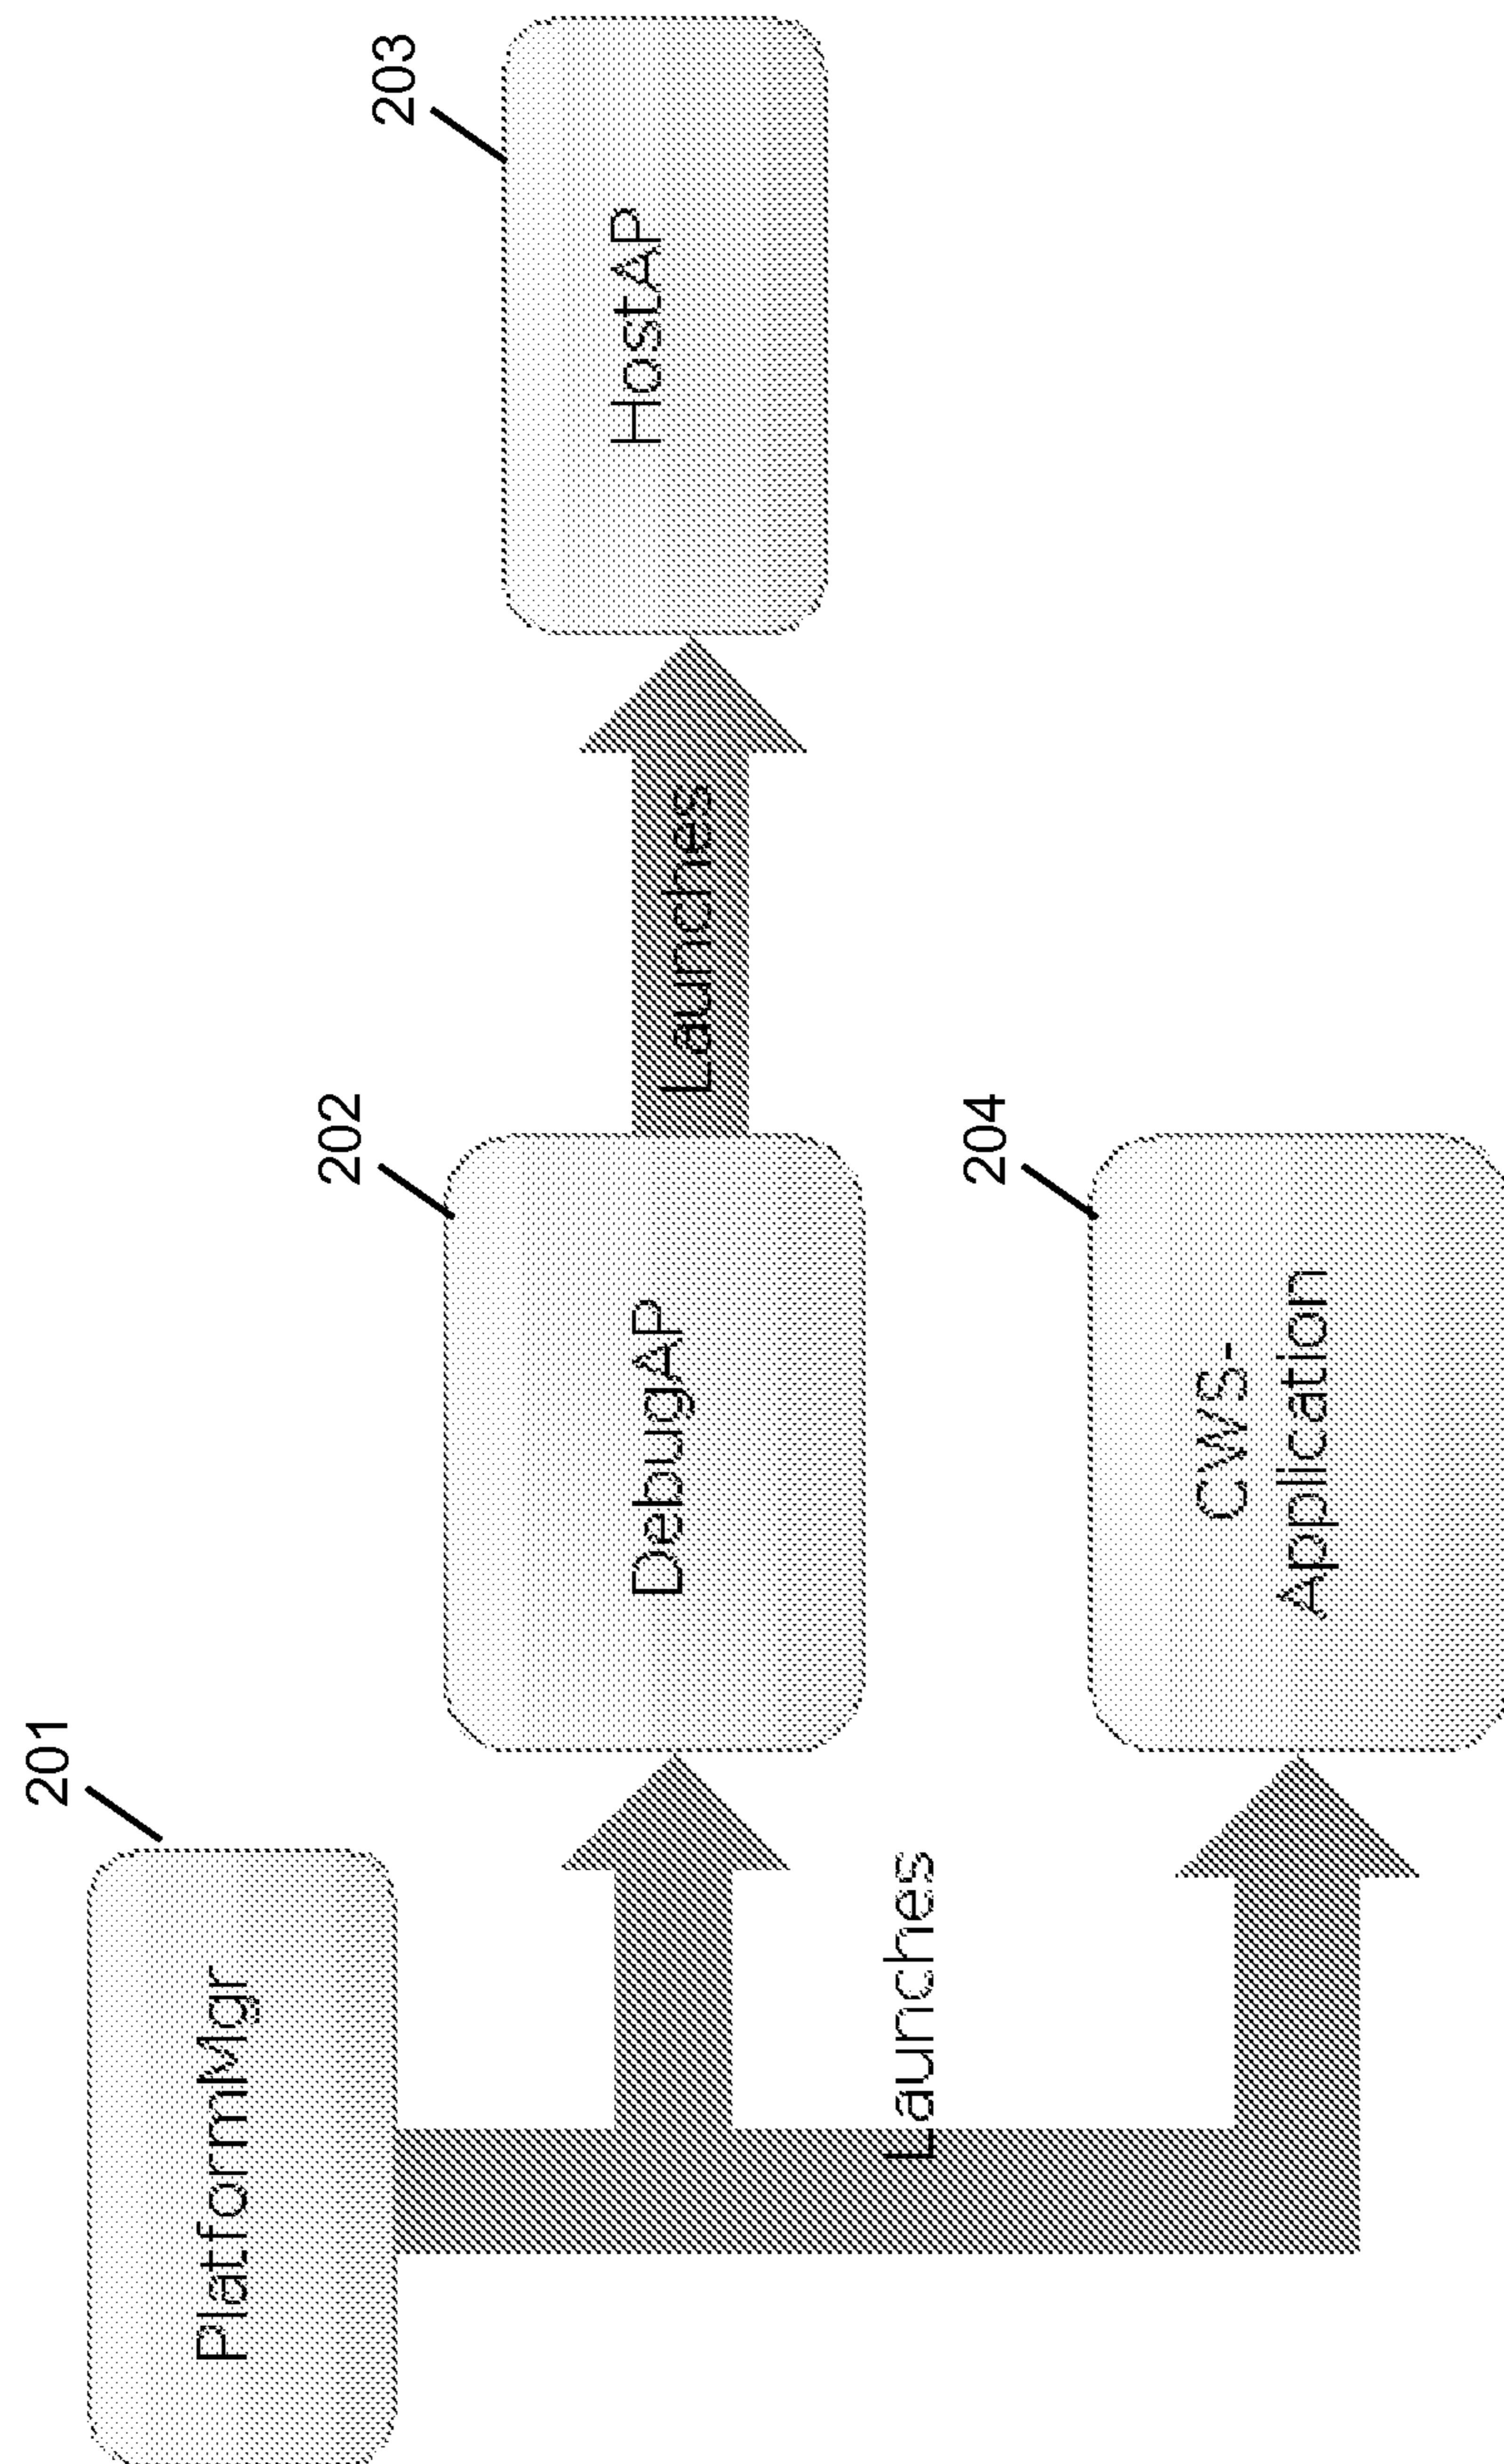 201
PlatformMgr
202
DebugAP
Launches
203
HostAP
Launches
204
CWS-
Application